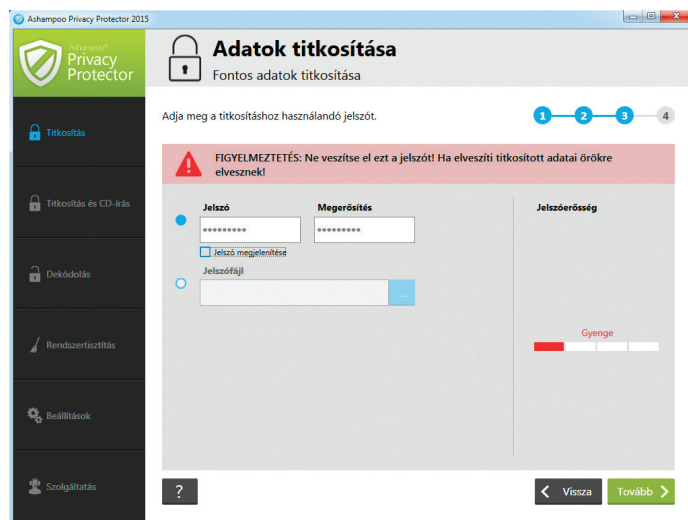 Ashampoo Privacy Protector 2015
Ashampoo®
Privacy
Protector
Adatok titkosítása
Fontos adatok titkosítása
Titkosítás
Titkosítás és CD-írás
Dekódolás
Rendszertisztítás
Beállítások
Szolgáltatás
Adja meg a titkosításhoz használandó jelszót.
1 2 3 4
FIGYELMEZTETÉS: Ne veszítse el ezt a jelszót! Ha elveszíti titkosított adatai örökre
elvesznek!
Jelszó Megerősítés Jelszóerősség
••••••••• •••••••••
Jelszó megjelenítése
Jelszófájl
...
Gyenge
? Vissza Tovább